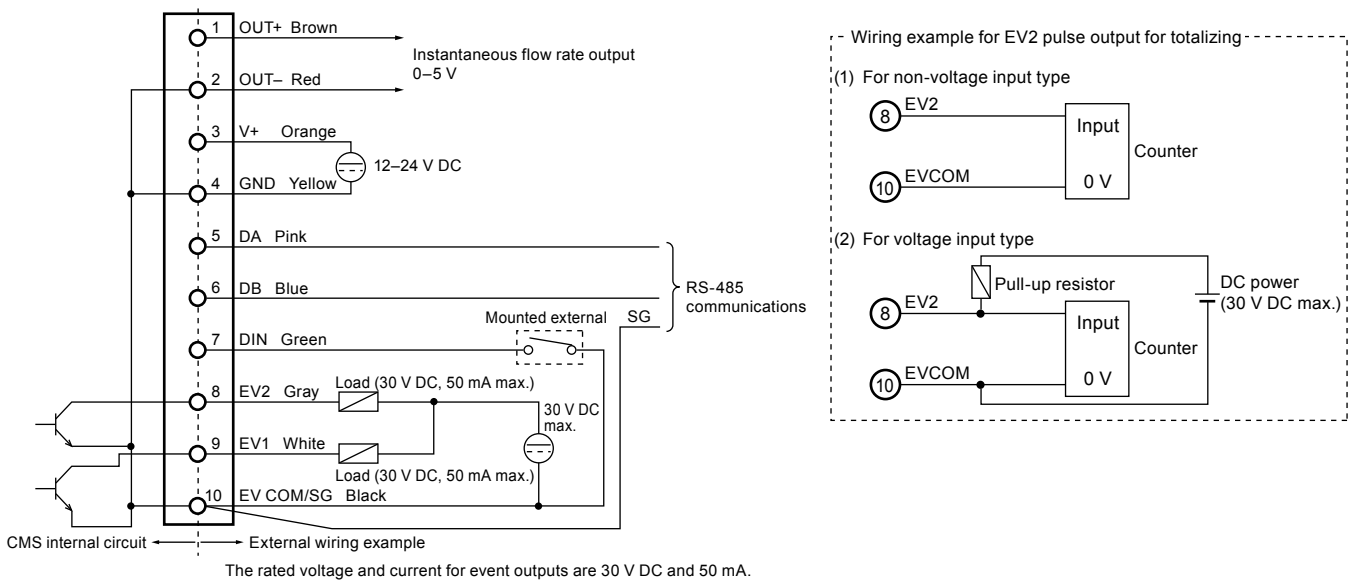 1 OUT+ Brown
Instantaneous flow rate output
0–5 V
2 OUT– Red
3 V+ Orange
12–24 V DC
4 GND Yellow
5 DA Pink
6 DB Blue
RS-485
communications
SG
Mounted external
7 DIN Green
8 EV2 Gray
Load (30 V DC, 50 mA max.)
30 V DC
max.
9 EV1 White
Load (30 V DC, 50 mA max.)
10 EV COM/SG Black
CMS internal circuit
External wiring example
The rated voltage and current for event outputs are 30 V DC and 50 mA.
Wiring example for EV2 pulse output for totalizing
(1) For non-voltage input type
8 EV2
Input
Counter
10 EVCOM
0 V
(2) For voltage input type
Pull-up resistor
DC power
(30 V DC max.)
8 EV2
Input
Counter
10 EVCOM
0 V